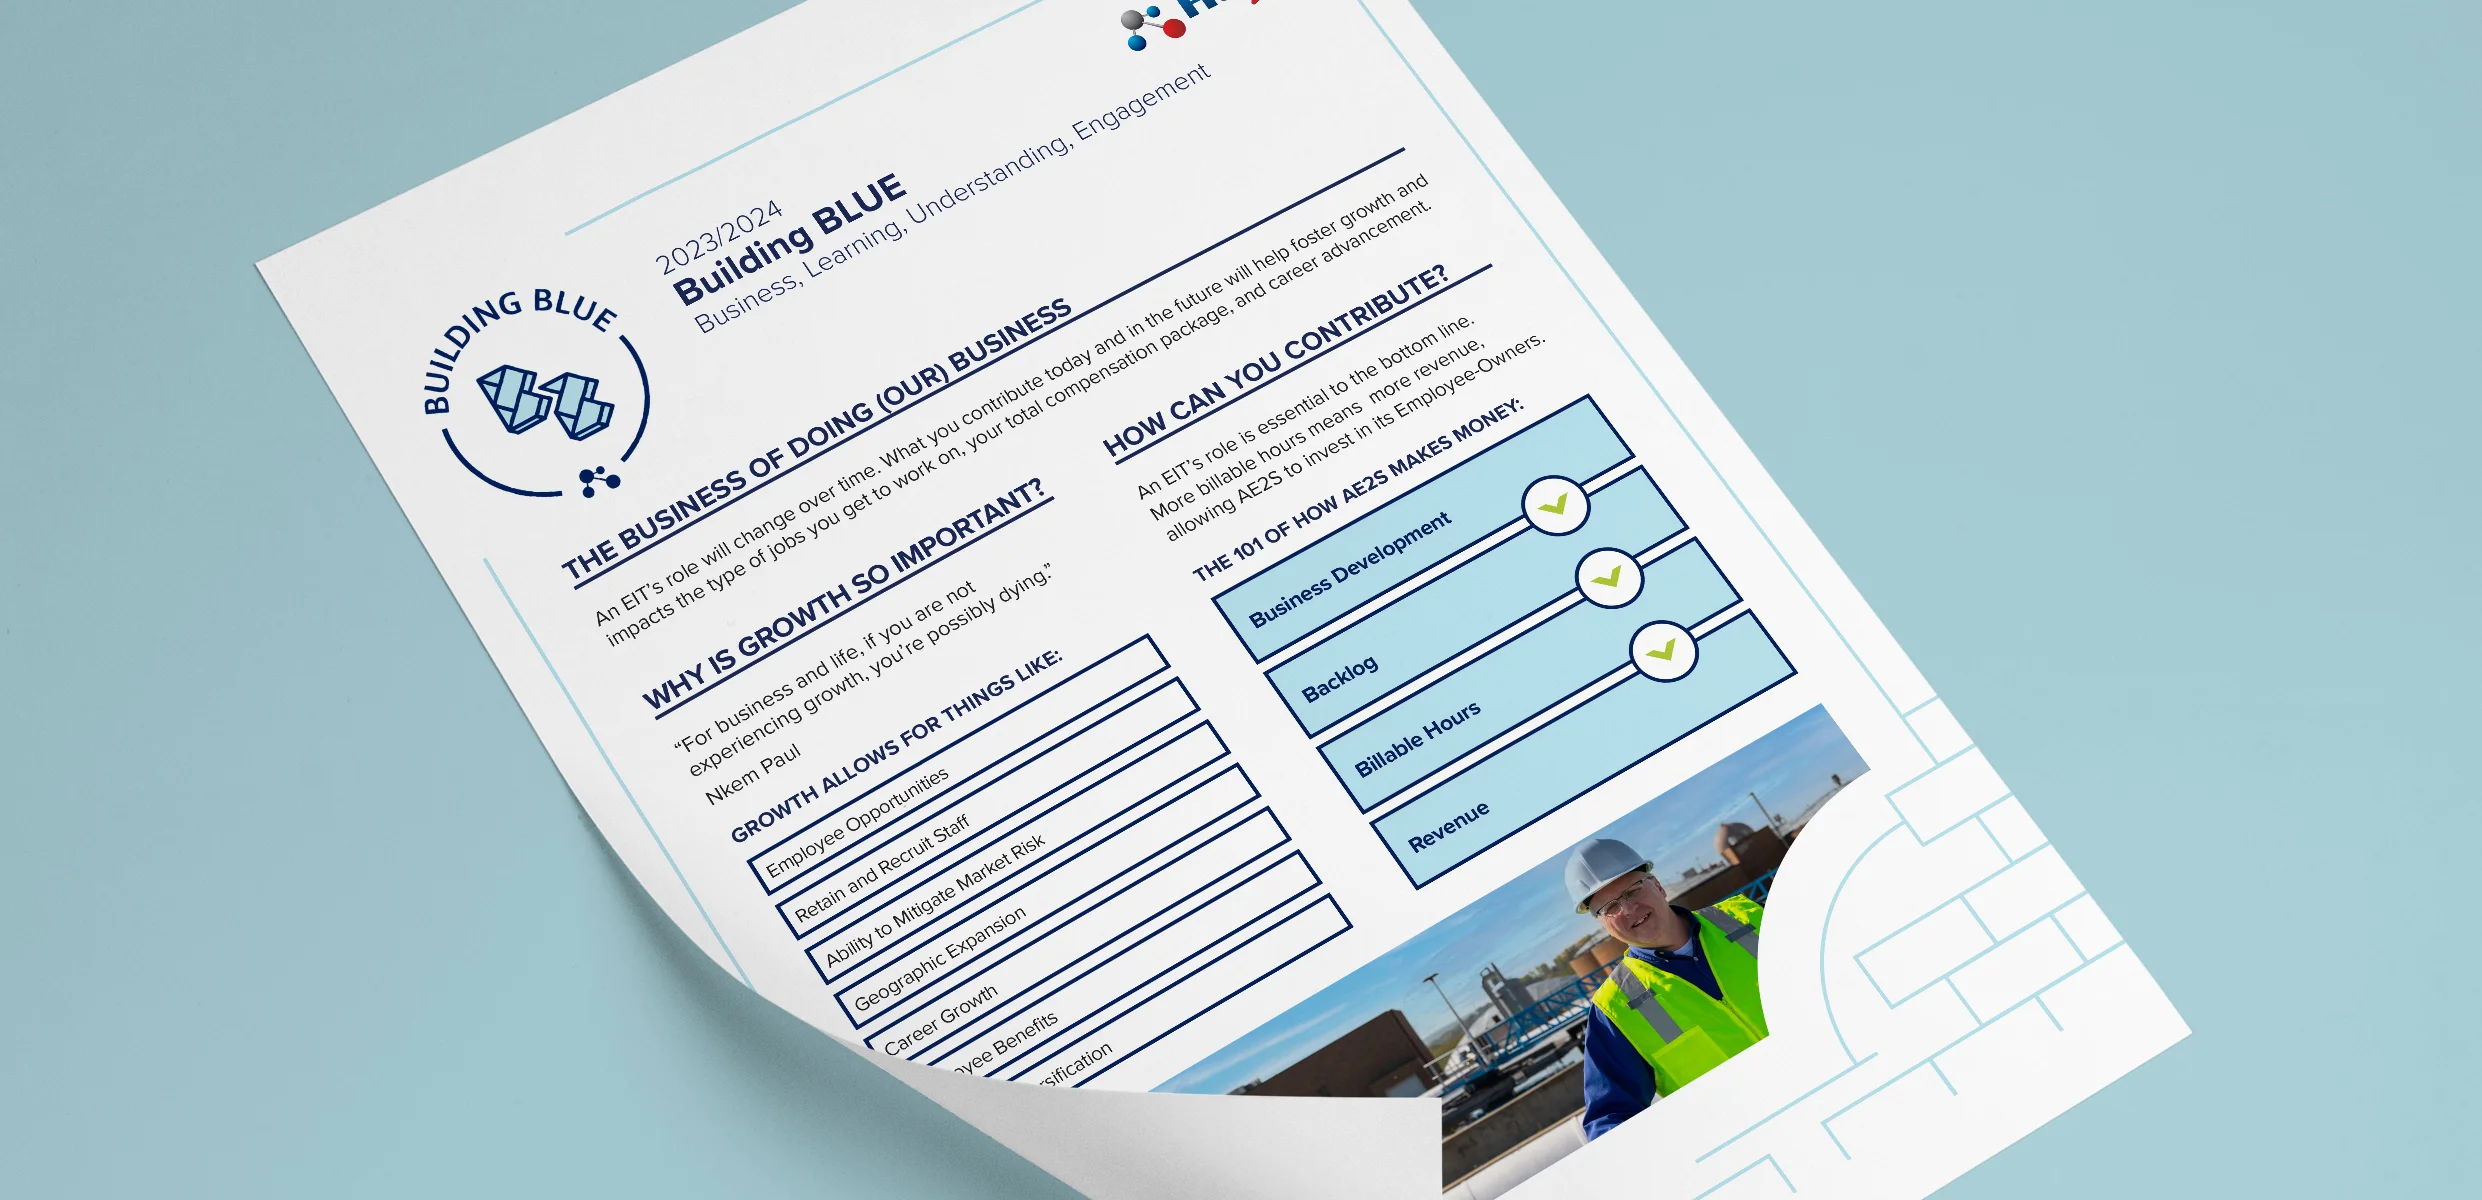 2023/2024
Building BLUE
Business, Learning, Understanding, Engagement
BUILDING BLUE
THE BUSINESS OF DOING (OUR) BUSINESS
An EIT's role will change over time. What you contribute today and in the future will help foster growth and
impacts the type of jobs you get to work on, your total compensation package, and career advancement.
WHY IS GROWTH SO IMPORTANT?
“For business and life, if you are not
experiencing growth, you're possibly dying.”
Nkem Paul
GROWTH ALLOWS FOR THINGS LIKE:
Employee Opportunities
Retain and Recruit Staff
Ability to Mitigate Market Risk
Geographic Expansion
Career Growth
Benefits
HOW CAN YOU CONTRIBUTE?
An EIT's role is essential to the bottom line.
More billable hours means more revenue,
allowing AE2S to invest in its Employee-Owners.
THE 101 OF HOW AE2S MAKES MONEY:
Business Development
Backlog
Billable Hours
Revenue